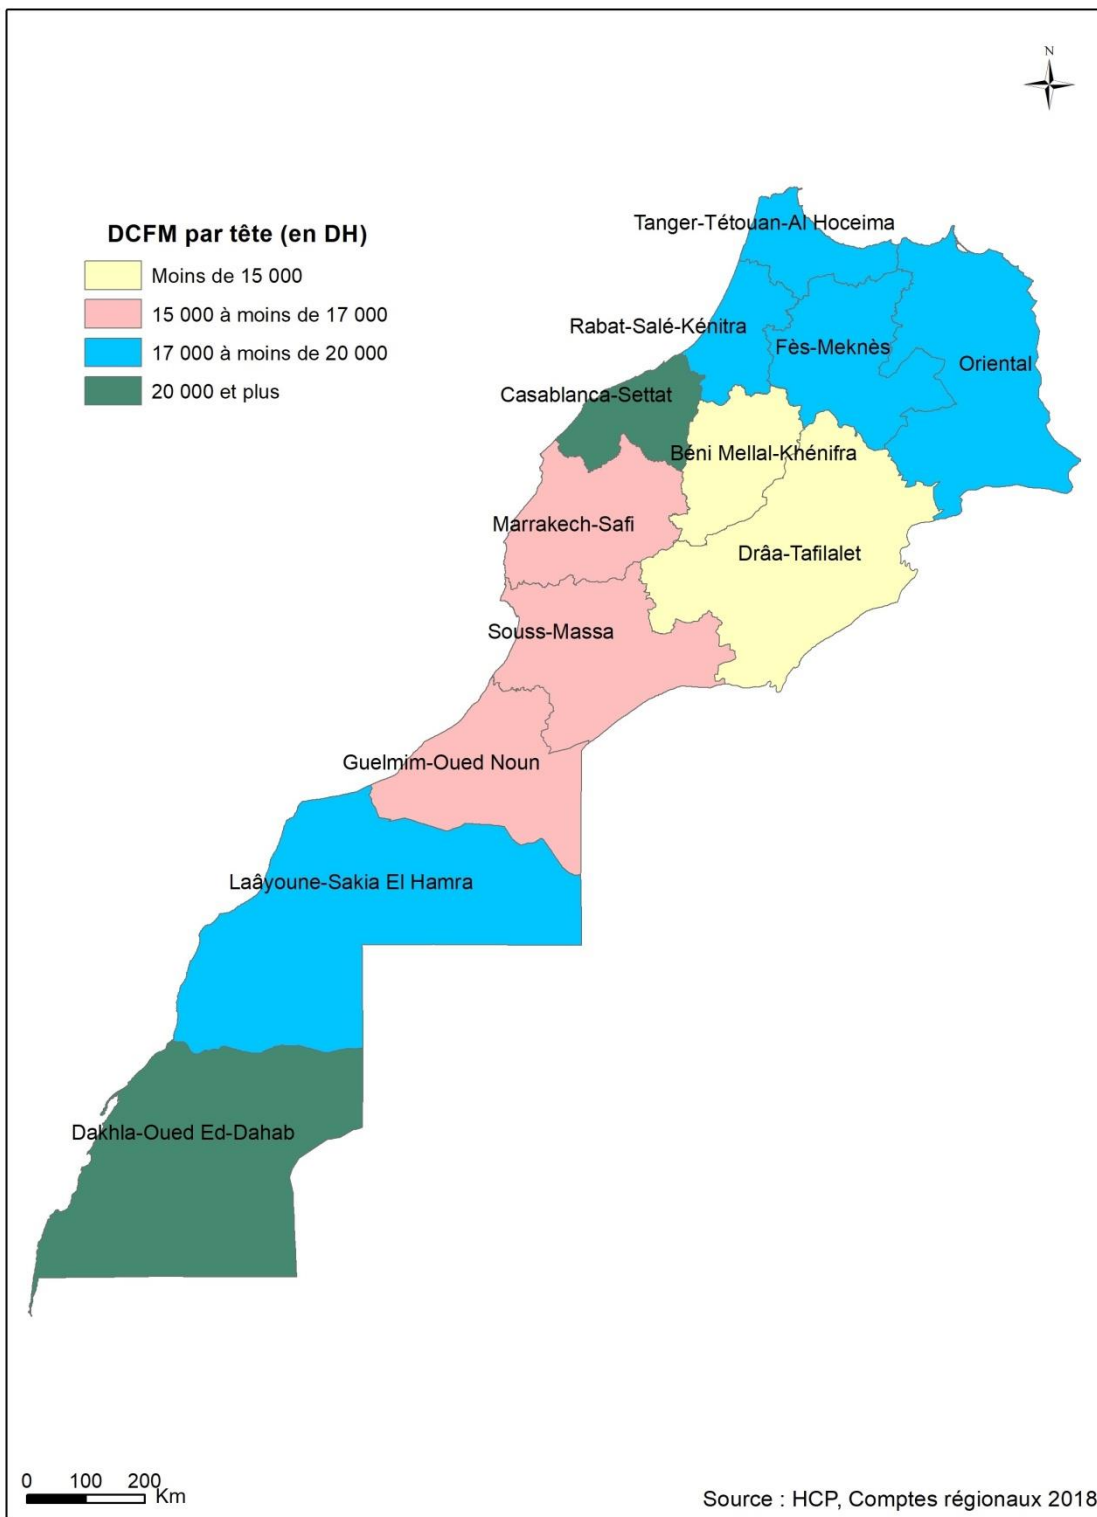 N
Tanger-Tétouan-Al Hoceima
DCFM par tête (en DH)
Moins de 15 000
15 000 à moins de 17 000
17 000 à moins de 20 000
20 000 et plus
Rabat-Salé-Kénitra
Fès-Meknès
Oriental
Casablanca-Settat
Béni Mellal-Khénifra
Marrakech-Safi
Drâa-Tafilalet
Souss-Massa
Guelmim-Oued Noun
Laâyoune-Sakia El Hamra
Dakhla-Oued Ed-Dahab
0 100 200
Km
Source : HCP, Comptes régionaux 2018